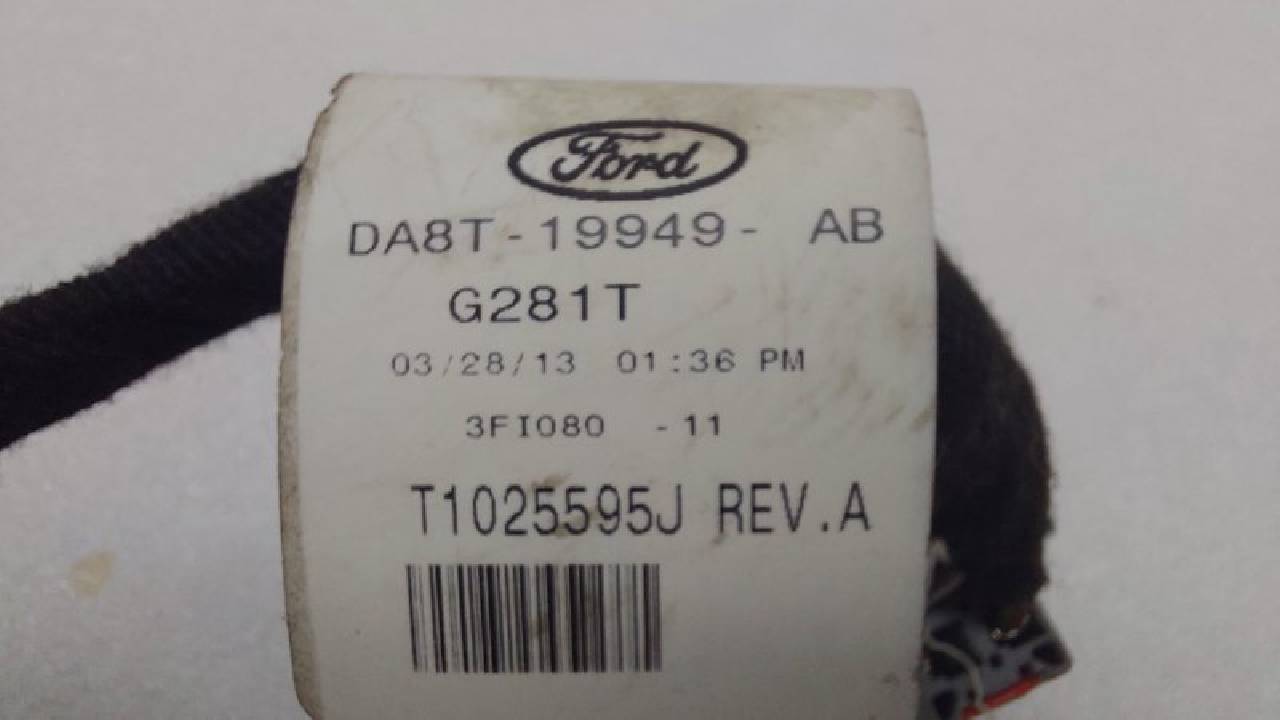 Ford
DA8T-19949- AB
G281T
03/28/13 01:36 PM
3FI080 -11
T1025595J REV.A